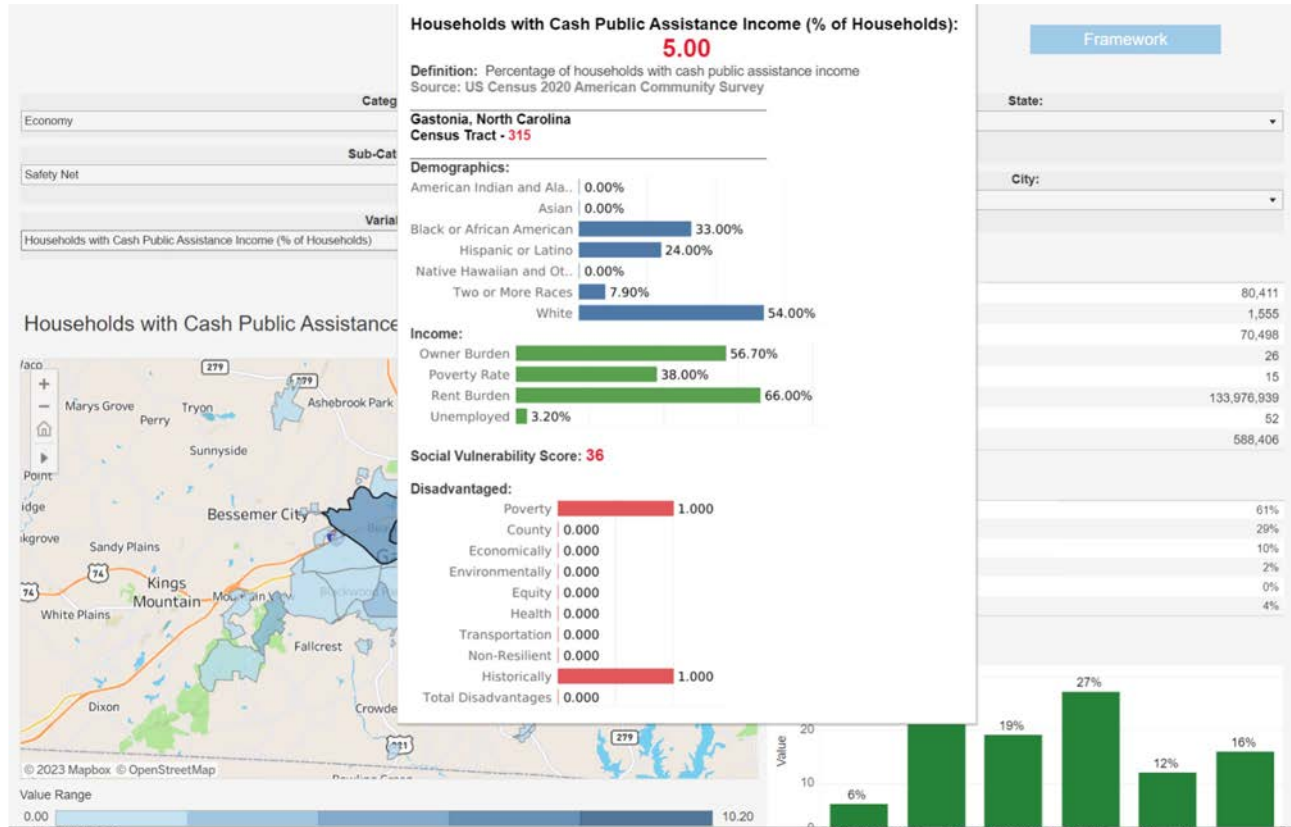 Households with Cash Public Assistance Income (% of Households):
5.00
Definition: Percentage of households with cash public assistance income
Source: US Census 2020 American Community Survey
Framework
Categ
State:
Economy
Gastonia, North Carolina
Census Tract - 315
Sub-Cat
Safety Net
City:
Varia
Households with Cash Public Assistance Income (% of Households)
Demographics:
American Indian and Ala.. 0.00%
Asian 0.00%
Black or African American 33.00%
Hispanic or Latino 24.00%
Native Hawaiian and Ot.. 0.00%
Two or More Races 7.90%
White 54.00%
Income:
Owner Burden 56.70%
Poverty Rate 38.00%
Rent Burden 66.00%
Unemployed 3.20%
Social Vulnerability Score: 36
Disadvantaged:
Poverty 1.000
County 0.000
Economically 0.000
Environmentally 0.000
Equity 0.000
Health 0.000
Transportation 0.000
Non-Resilient 0.000
Historically 1.000
Total Disadvantages 0.000
80,411
1,555
70,498
26
15
133,976,939
52
588,406
61%
29%
10%
2%
0%
4%
Households with Cash Public Assistance
279
Marys Grove
Tryon
Ashebrook Park
Perry
Sunnyside
Point
Bessemer City
Sandy Plains
74
Kings
Mountain
74
White Plains
Fallcrest
Dixon
Crowde
279
© 2023 Mapbox © OpenStreetMap
Value Range
0.00
10.20
Value
20
10
0
6%
19%
27%
12%
16%